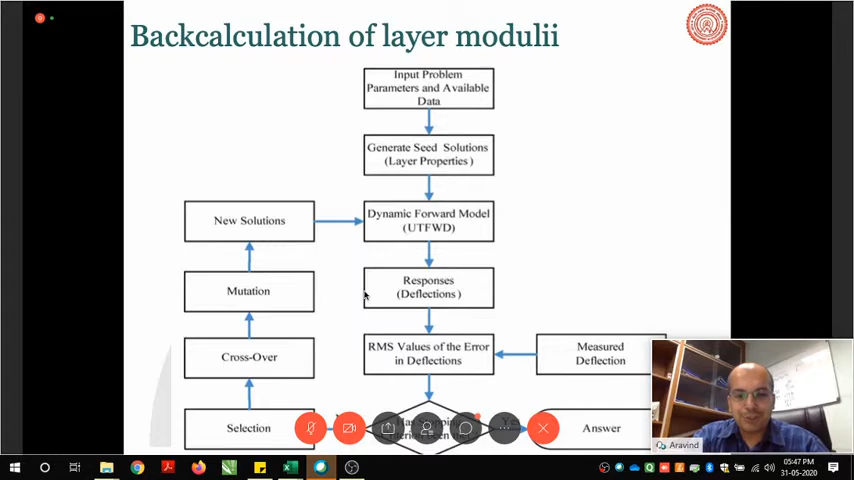 Backcalculation of layer modulii
Input Problem
Parameters and Available
Data
Generate Seed Solutions
(Layer Properties)
New Solutions
Dynamic Forward Model
(UTFWD)
Mutation
Responses
(Deflections)
Cross-Over
RMS Values of the Error
in Deflections
Measured
Deflection
Selection
Answer
Aravind
05:47 PM
31-05-2020